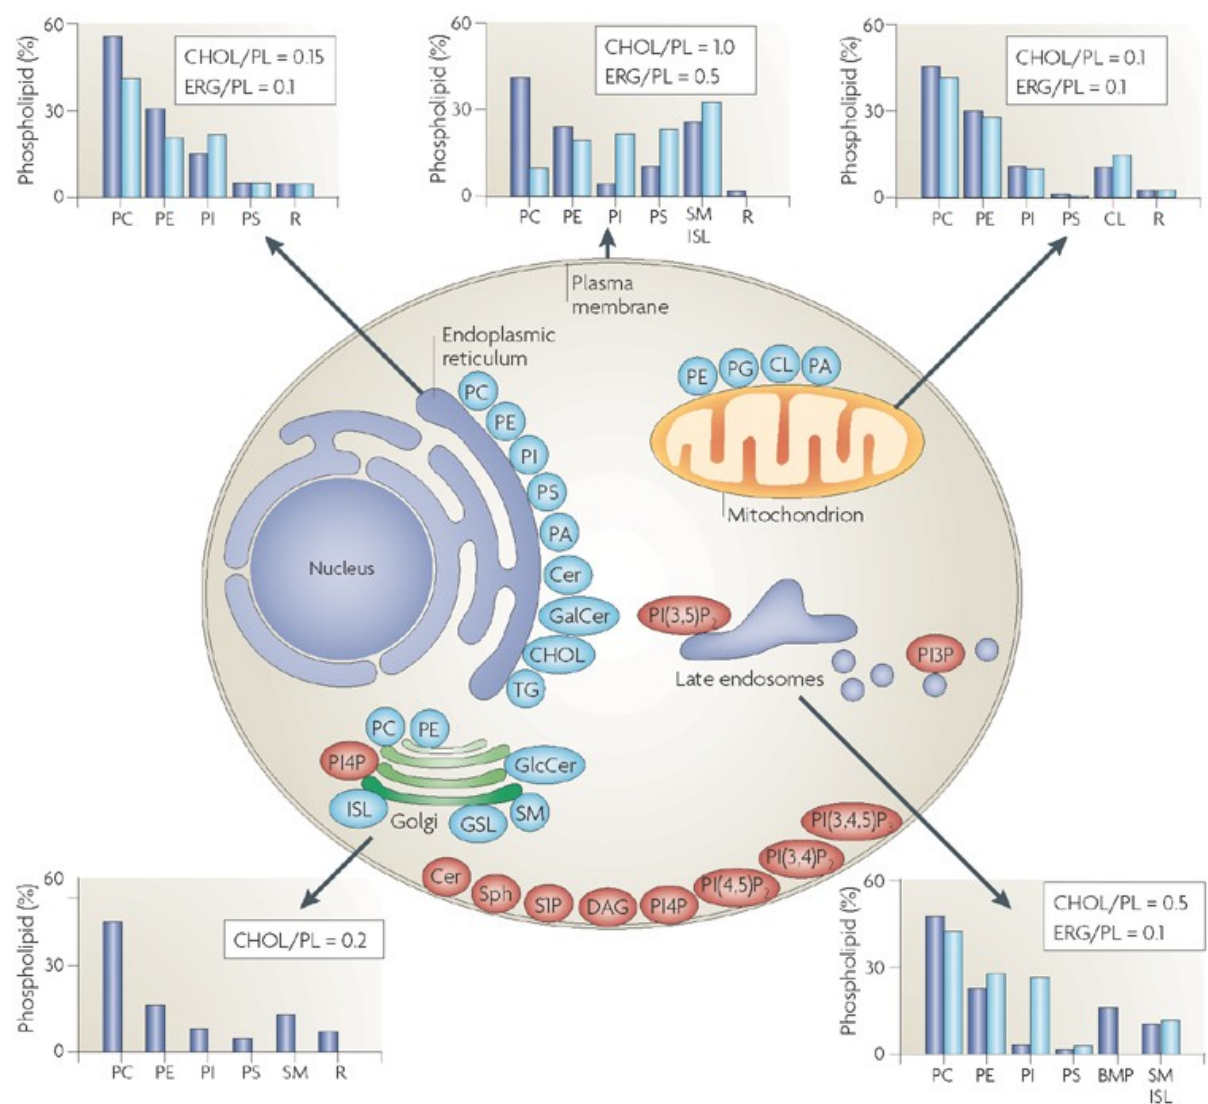 60
30
0
Phospholipid (%)
CHOL/PL = 0.15
ERG/PL = 0.1
PC PE PI PS R
60
30
0
Phospholipid (%)
CHOL/PL = 1.0
ERG/PL = 0.5
PC PE PI PS SM R
ISL
60
30
0
Phospholipid (%)
CHOL/PL = 0.1
ERG/PL = 0.1
PC PE PI PS CL R
Plasma
membrane
Endoplasmic
reticulum
PC
PE
PI
PS
PA
Cer
GalCer
CHOL
TG
Nucleus
PE PG CL PA
Mitochondrion
PI(3,5)P₂
Late endosomes
PI3P
PC PE
PI4P
GlcCer
ISL
Golgi
GSL
SM
Cer
Sph
S1P
DAG
PI4P
PI(4,5)P₂
PI(3,4)P₂
PI(3,4,5)P₃
60
30
0
Phospholipid (%)
CHOL/PL = 0.2
PC PE PI PS SM R
60
30
0
Phospholipid (%)
CHOL/PL = 0.5
ERG/PL = 0.1
PC PE PI PS BMP SM
ISL